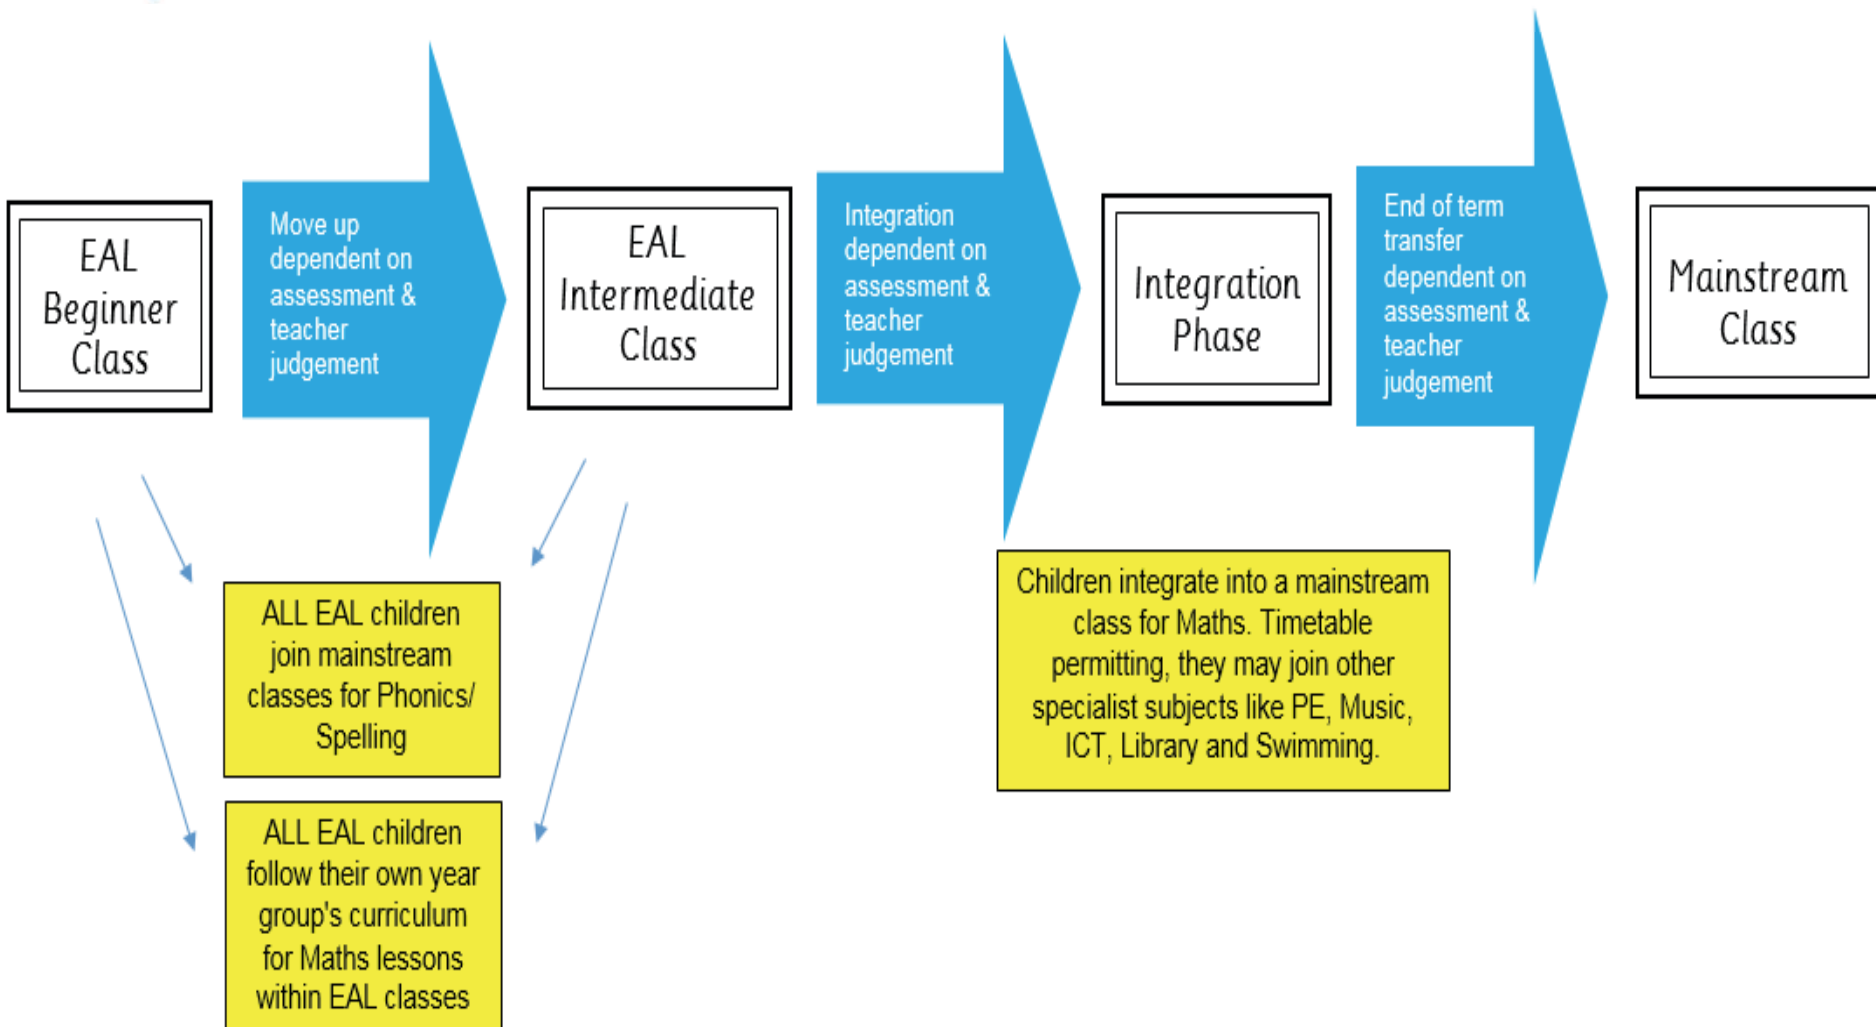 EAL
Beginner
Class
Move up
dependent on
assessment &
teacher
judgement
EAL
Intermediate
Class
Integration
dependent on
assessment &
teacher
judgement
Integration
Phase
End of term
transfer
dependent on
assessment &
teacher
judgement
Mainstream
Class
ALL EAL children
join mainstream
classes for Phonics/
Spelling
ALL EAL children
follow their own year
group's curriculum
for Maths lessons
within EAL classes
Children integrate into a mainstream
class for Maths. Timetable
permitting, they may join other
specialist subjects like PE, Music,
ICT, Library and Swimming.